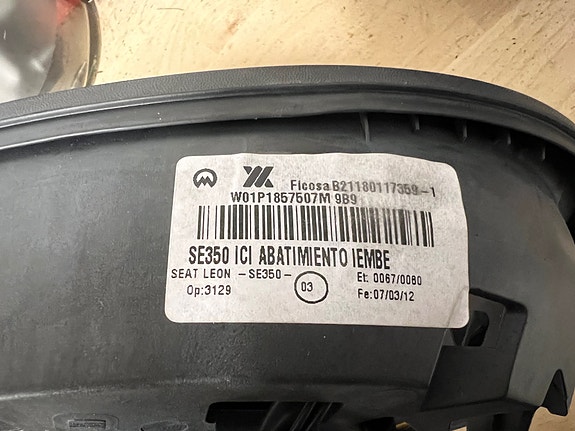 Ficosa B21180117359-1
W01P1857507M 9B9
SE350 ICI ABATIMIENTO IEMBE
SEAT LEON -SE350-
03
Et: 0067/0080
Op:3129
Fe:07/03/12